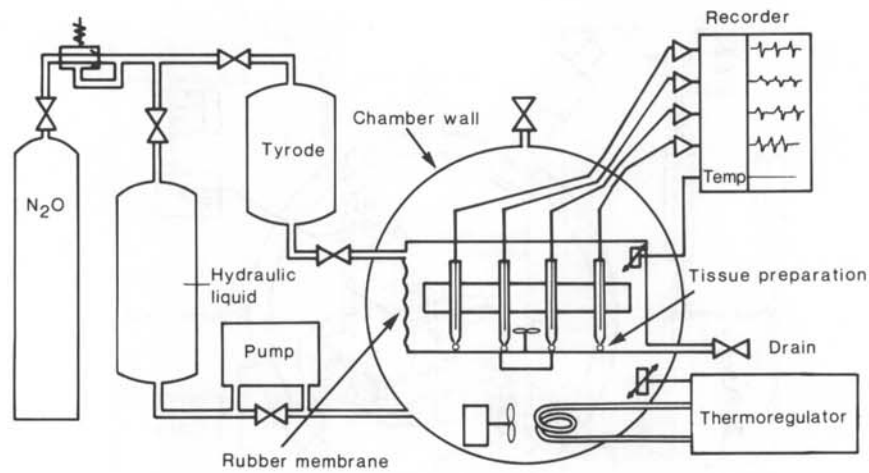 Recorder
Chamber wall
Tyrode
N₂O
Temp
Hydraulic
liquid
Tissue preparation
Pump
Drain
Thermoregulator
Rubber membrane